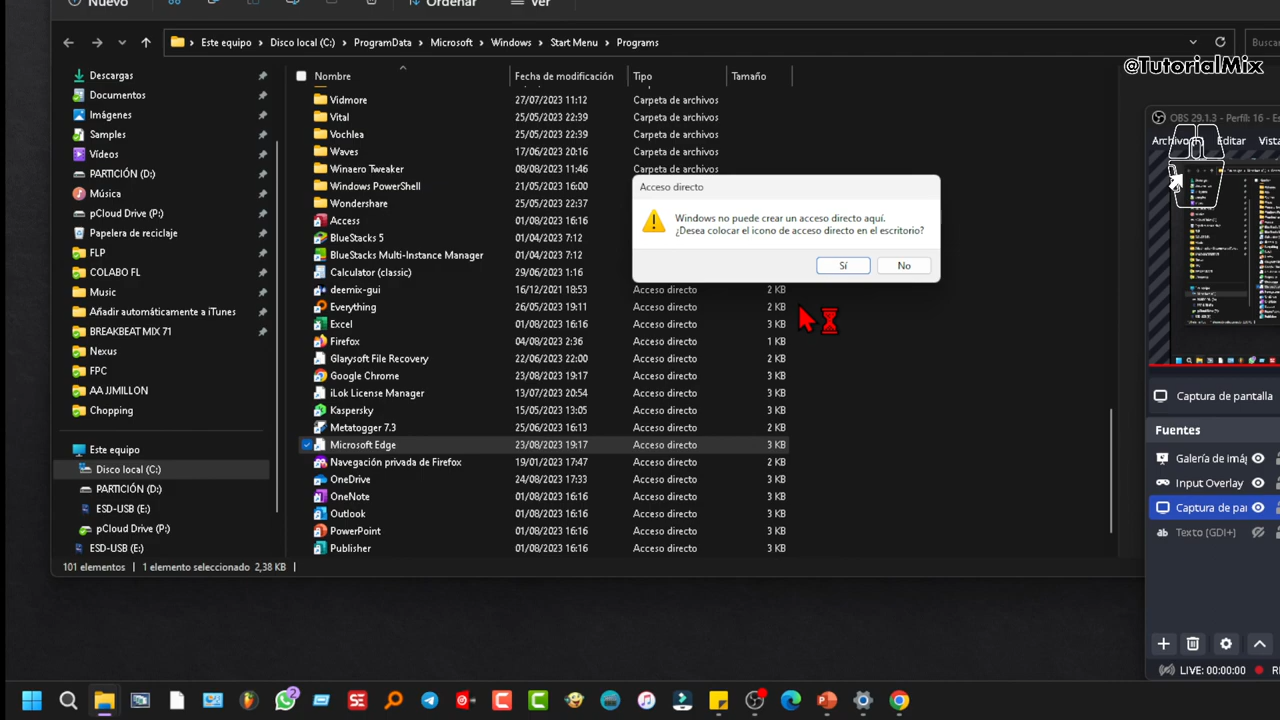 Nuevo
Ordenar
Ver
Este equipo > Disco local (C:) > ProgramData > Microsoft > Windows > Start Menu > Programs
Busca
@TutorialMix
Descargas
Documentos
Imágenes
Samples
Vídeos
PARTICIÓN (D:)
Música
pCloud Drive (P:)
Papelera de reciclaje
FLP
COLABO FL
Music
Añadir automáticamente a iTunes
BREAKBEAT MIX 71
Nexus
FPC
AA JJMILLON
Chopping
Este equipo
Disco local (C:)
PARTICIÓN (D:)
ESD-USB (E:)
pCloud Drive (P:)
ESD-USB (E:)
Nombre Fecha de modificación Tipo Tamaño
Vidmore 27/07/2023 11:12 Carpeta de archivos
Vital 25/05/2023 22:39 Carpeta de archivos
Vochlea 25/05/2023 22:39 Carpeta de archivos
Waves 17/06/2023 20:16 Carpeta de archivos
Winaero Tweaker 08/08/2023 11:46 Carpeta de archivos
Windows PowerShell 21/05/2023 16:00
Wondershare 25/05/2023 22:37
Access 01/08/2023 16:16
BlueStacks 5 01/04/2023 7:12
BlueStacks Multi-Instance Manager 01/04/2023 7:12
Calculator (classic) 29/06/2023 1:16
deemix-gui 16/12/2021 18:53 Acceso directo 2 KB
Everything 26/05/2023 19:11 Acceso directo 2 KB
Excel 01/08/2023 16:16 Acceso directo 3 KB
Firefox 04/08/2023 2:36 Acceso directo 1 KB
Glarysoft File Recovery 22/06/2023 22:00 Acceso directo 2 KB
Google Chrome 23/08/2023 19:17 Acceso directo 3 KB
iLok License Manager 13/07/2023 20:54 Acceso directo 3 KB
Kaspersky 15/05/2023 13:05 Acceso directo 3 KB
Metatogger 7.3 25/06/2023 16:13 Acceso directo 2 KB
Microsoft Edge 23/08/2023 19:17 Acceso directo 3 KB
Navegación privada de Firefox 19/01/2023 17:47 Acceso directo 2 KB
OneDrive 24/08/2023 17:33 Acceso directo 3 KB
OneNote 01/08/2023 16:16 Acceso directo 3 KB
Outlook 01/08/2023 16:16 Acceso directo 3 KB
PowerPoint 01/08/2023 16:16 Acceso directo 3 KB
Publisher 01/08/2023 16:16 Acceso directo 3 KB
101 elementos 1 elemento seleccionado 2,38 KB
Acceso directo
Windows no puede crear un acceso directo aquí.
¿Desea colocar el icono de acceso directo en el escritorio?
Sí No
OBS 29.1.3 - Perfil: 16 - Es
Archivo Editar Vista
Captura de pantalla
Fuentes
Galería de imág
Input Overlay
Captura de par
Texto (GDI+)
LIVE: 00:00:00
2